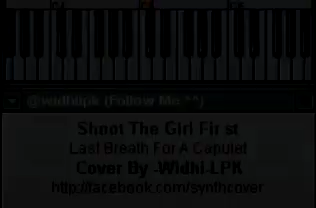 @widhilpk (Follow Me ^^)
Shoot The Girl First
Last Breath For A Capulet
Cover By -Widhi-LPK
http://facebook.com/synthcover